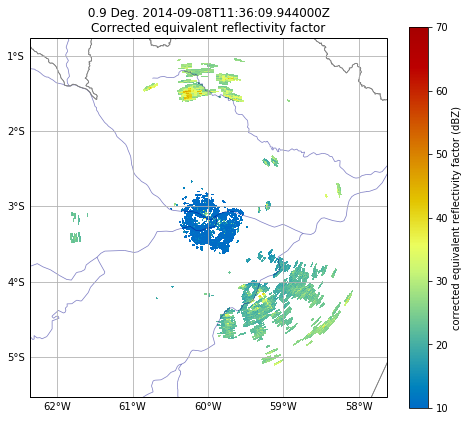 0.9 Deg. 2014-09-08T11:36:09.944000Z
Corrected equivalent reflectivity factor
1°S
2°S
3°S
4°S
5°S
62°W
61°W
60°W
59°W
58°W
70
60
50
40
30
20
10
corrected equivalent reflectivity factor (dBZ)